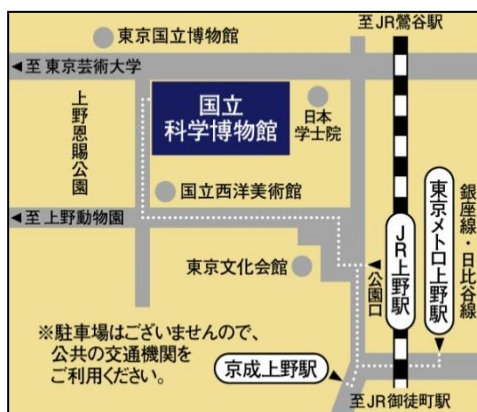 至JR鶯谷駅
東京国立博物館
◀至 東京芸術大学
上野恩賜公園
国立
科学博物館
日本
学士院
国立西洋美術館
◀至 上野動物園
東京文化会館
◀公園口
JR上野駅
東京メトロ上野駅
銀座線・日比谷線
※駐車場はございませんので、
公共の交通機関を
ご利用ください。
京成上野駅
至JR御徒町駅